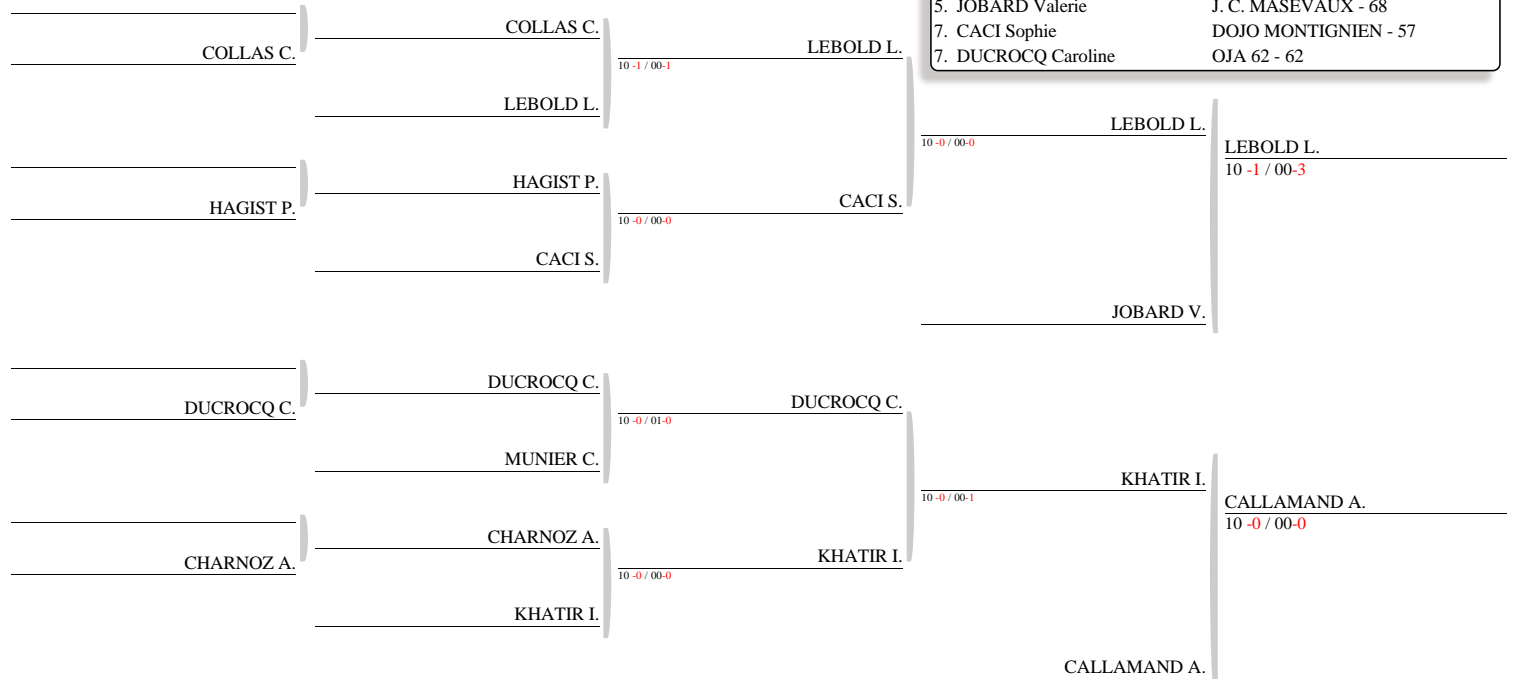 5. JOBARD Valerie J. C. MASEVAUX - 68
7. CACI Sophie DOJO MONTIGNIEN - 57
7. DUCROCQ Caroline OJA 62 - 62
COLLAS C.
COLLAS C.
LEBOLD L.
10 -1 / 00-1
LEBOLD L.
LEBOLD L.
10 -0 / 00-0
LEBOLD L.
10 -1 / 00-3
HAGIST P.
HAGIST P.
CACI S.
10 -0 / 00-0
CACI S.
JOBARD V.
DUCROCQ C.
DUCROCQ C.
DUCROCQ C.
10 -0 / 01-0
MUNIER C.
KHATIR I.
10 -0 / 00-1
CALLAMAND A.
10 -0 / 00-0
CHARNOZ A.
CHARNOZ A.
KHATIR I.
10 -0 / 00-0
KHATIR I.
CALLAMAND A.